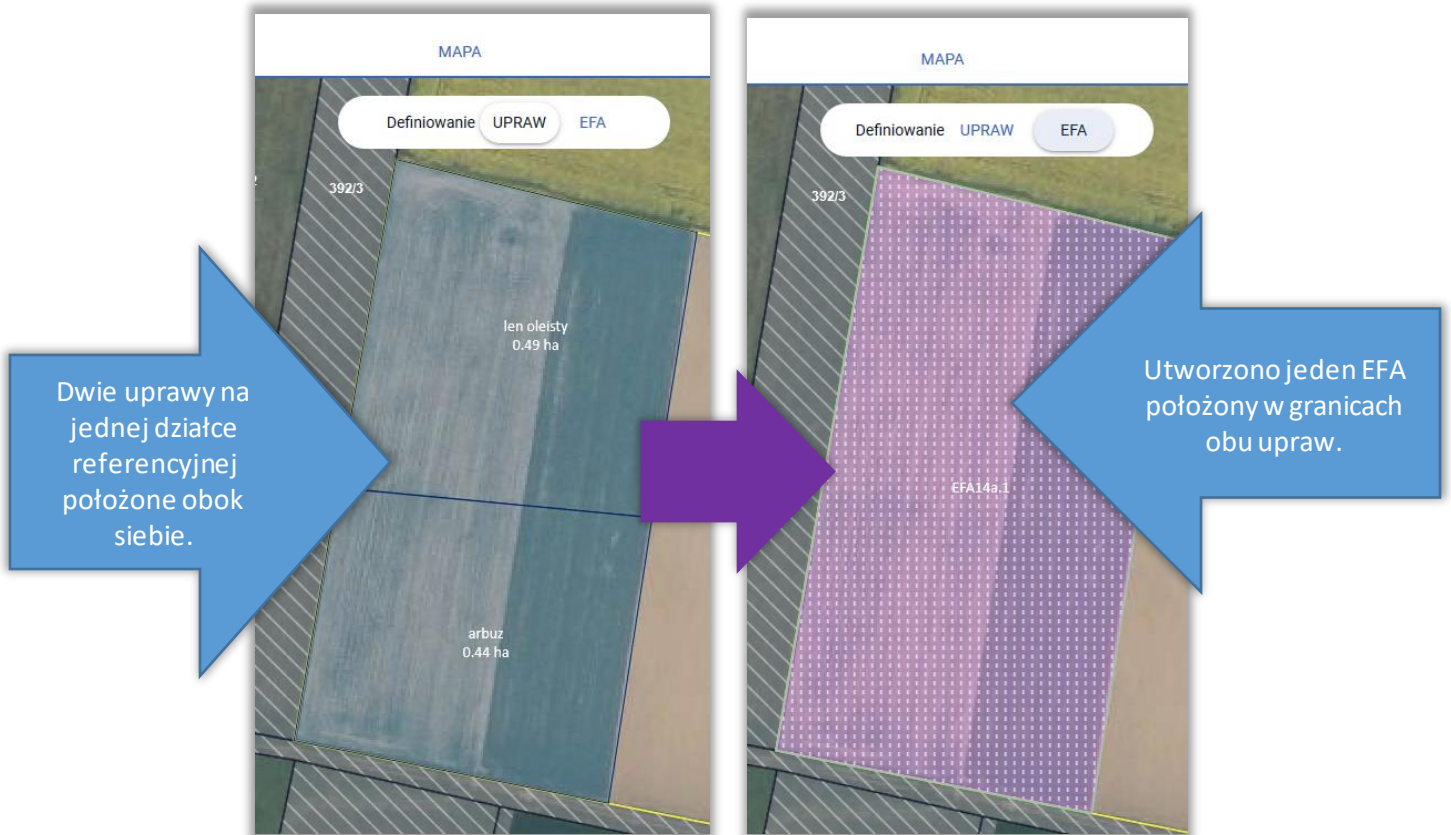 Dwie uprawy na
jednej działce
referencyjnej
położone obok
siebie.
MAPA
Definiowanie UPRAW EFA
392/3
len oleisty
0.49 ha
arbuz
0.44 ha
MAPA
Definiowanie UPRAW EFA
392/3
EFA14a.1
Utworzono jeden EFA
położony w granicach
obu upraw.